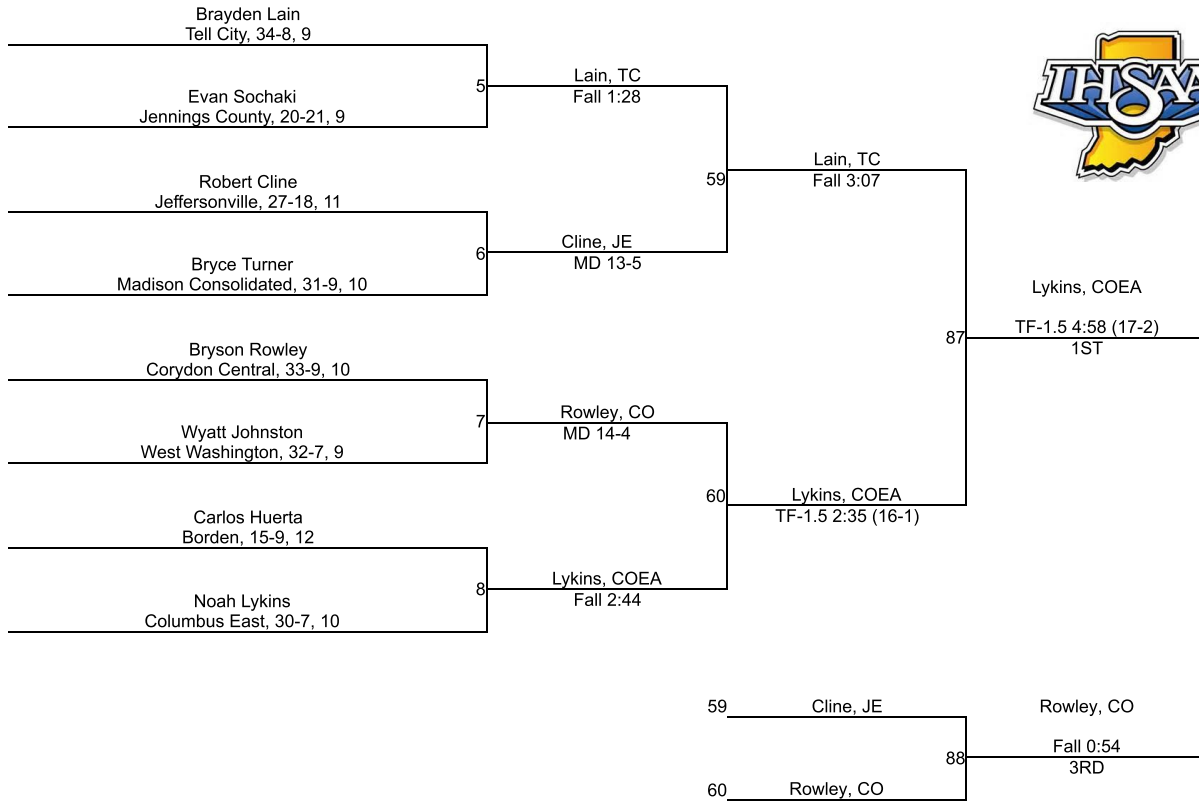 Brayden Lain
Tell City, 34-8, 9
Evan Sochaki
Jennings County, 20-21, 9
5
Lain, TC
Fall 1:28
Robert Cline
Jeffersonville, 27-18, 11
Bryce Turner
Madison Consolidated, 31-9, 10
6
Cline, JE
MD 13-5
59
Lain, TC
Fall 3:07
Bryson Rowley
Corydon Central, 33-9, 10
Wyatt Johnston
West Washington, 32-7, 9
7
Rowley, CO
MD 14-4
Carlos Huerta
Borden, 15-9, 12
Noah Lykins
Columbus East, 30-7, 10
8
Lykins, COEA
Fall 2:44
60
Lykins, COEA
TF-1.5 2:35 (16-1)
87
Lykins, COEA
TF-1.5 4:58 (17-2)
1ST
IHSAA
59
Cline, JE
60
Rowley, CO
88
Rowley, CO
Fall 0:54
3RD